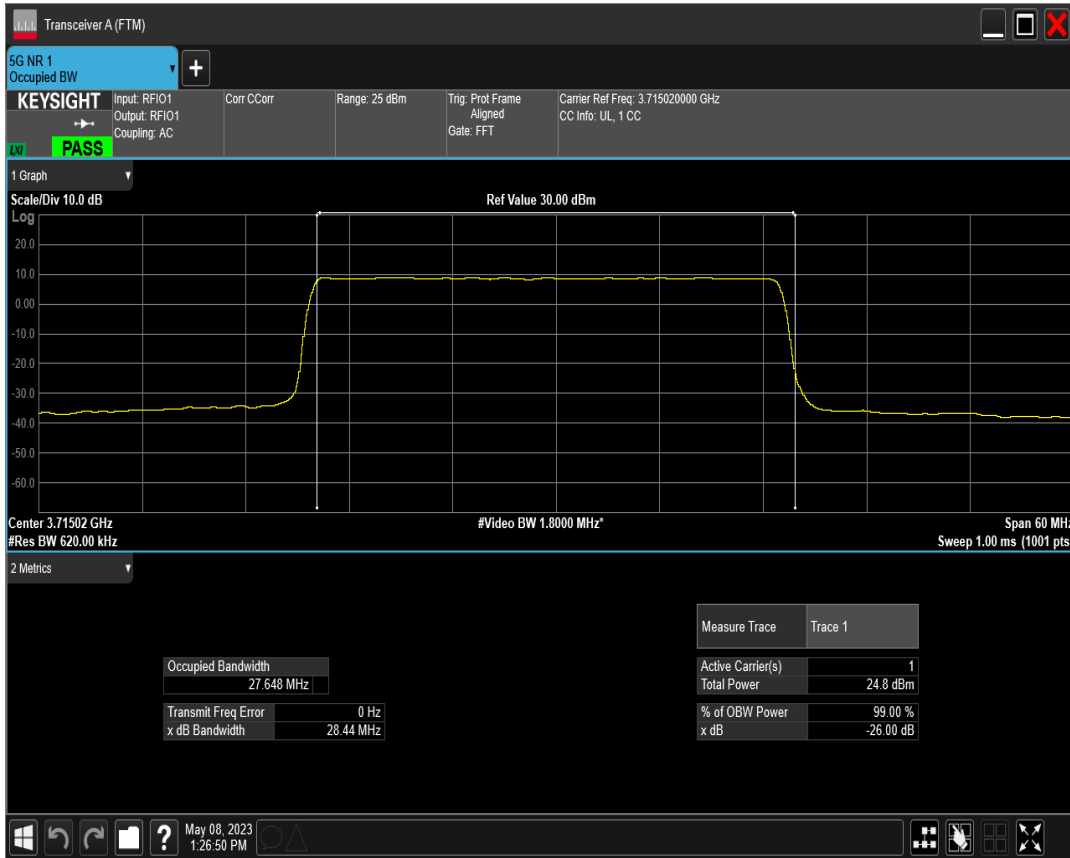 Transceiver A (FTM)
5G NR 1
Occupied BW
+
KEYSIGHT
LXI
PASS
Input: RFIO1
Output: RFIO1
Coupling: AC
Corr CCorr
Range: 25 dBm
Trig: Prot Frame
Aligned
Gate: FFT
Carrier Ref Freq: 3.715020000 GHz
CC Info: UL, 1 CC
1 Graph
Scale/Div 10.0 dB
Ref Value 30.00 dBm
Log
20.0
10.0
0.00
-10.0
-20.0
-30.0
-40.0
-50.0
-60.0
Center 3.71502 GHz
#Video BW 1.8000 MHz*
Span 60 MHz
#Res BW 620.00 kHz
Sweep 1.00 ms (1001 pts
2 Metrics
Measure Trace
Trace 1
Occupied Bandwidth
27.648 MHz
Active Carrier(s)
1
Total Power
24.8 dBm
Transmit Freq Error
0 Hz
x dB Bandwidth
28.44 MHz
% of OBW Power
99.00 %
x dB
-26.00 dB
?
May 08, 2023
1:26:50 PM